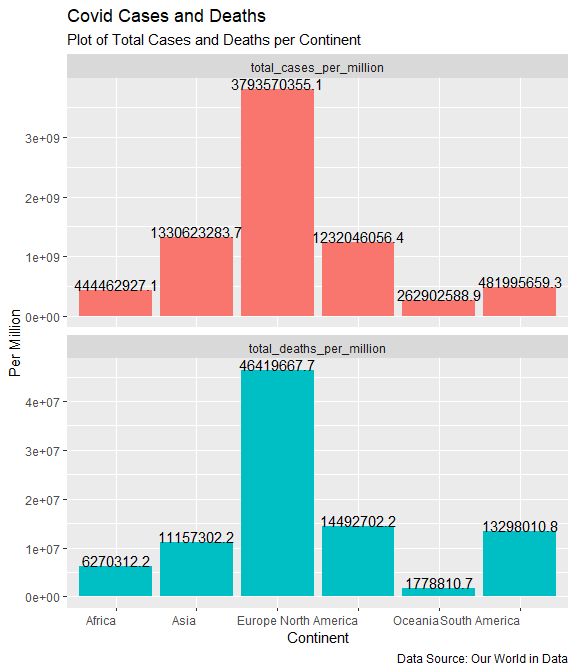 Covid Cases and Deaths
Plot of Total Cases and Deaths per Continent
total_cases_per_million
3793570355.1
3e+09
2e+09
1330623283.7
1232046056.4
1e+09
444462927.1
262902588.9
481995659.3
0e+00
Per Million
total_deaths_per_million
46419667.7
4e+07
3e+07
2e+07
14492702.2
13298010.8
11157302.2
1e+07
6270312.2
1778810.7
0e+00
Africa Asia Europe North America Oceania South America
Continent
Data Source: Our World in Data